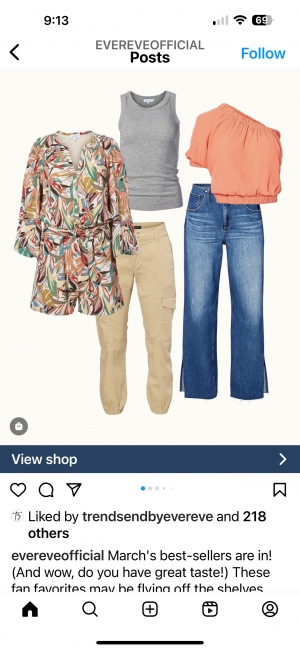 9:13
69
EVEREVEOFFICIAL
Posts
Follow
View shop
Liked by trendsendbyevereve and 218
others
evereveofficial March's best-sellers are in!
(And wow, do you have great taste!) These
fan favorites may be flying off the shelves